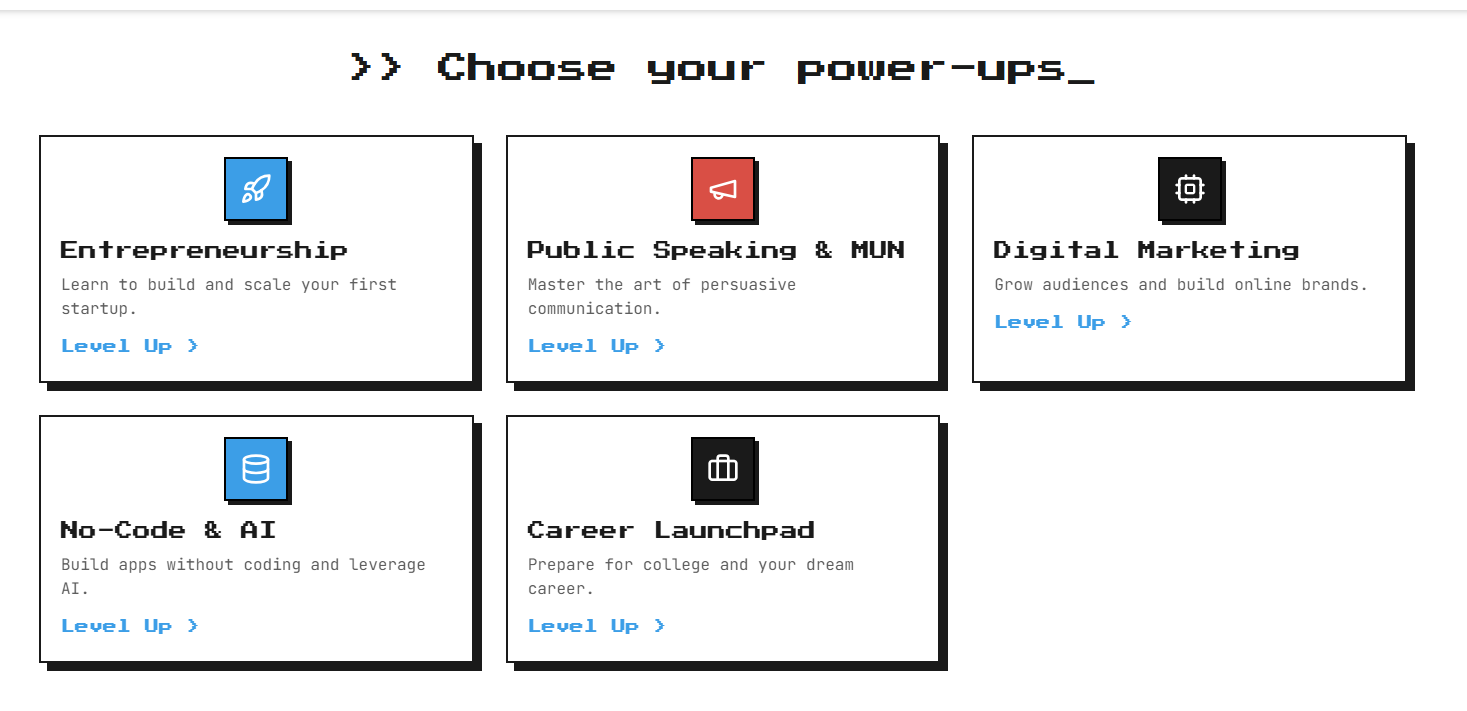 >> Choose your power-ups_
Entrepreneurship
Learn to build and scale your first
startup.
Level Up >
Public Speaking & MUN
Master the art of persuasive
communication.
Level Up >
Digital Marketing
Grow audiences and build online brands.
Level Up >
No-Code & AI
Build apps without coding and leverage
AI.
Level Up >
Career Launchpad
Prepare for college and your dream
career.
Level Up >